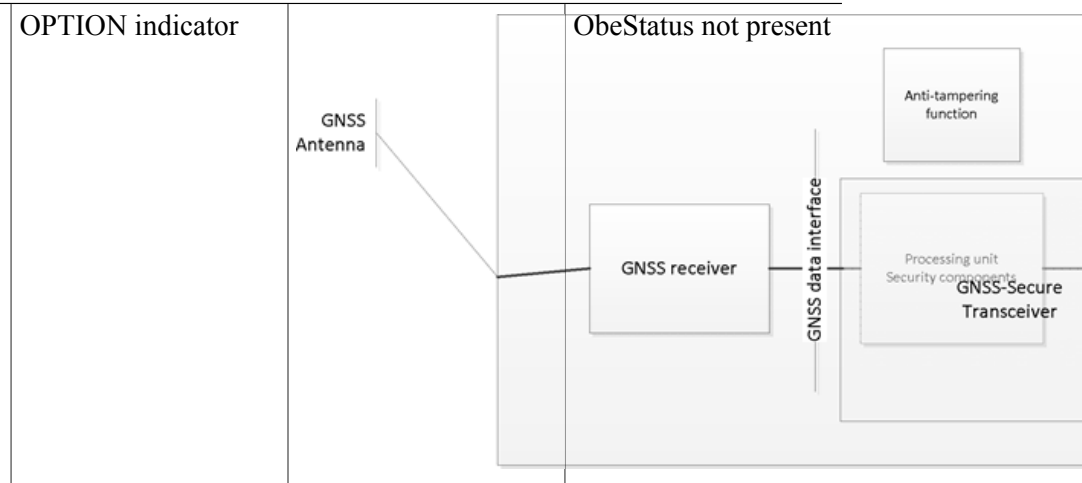 OPTION indicator
ObeStatus not present
Anti-tampering
function
GNSS
Antenna
GNSS data interface
GNSS receiver
Processing unit
Security components
GNSS-Secure
Transceiver